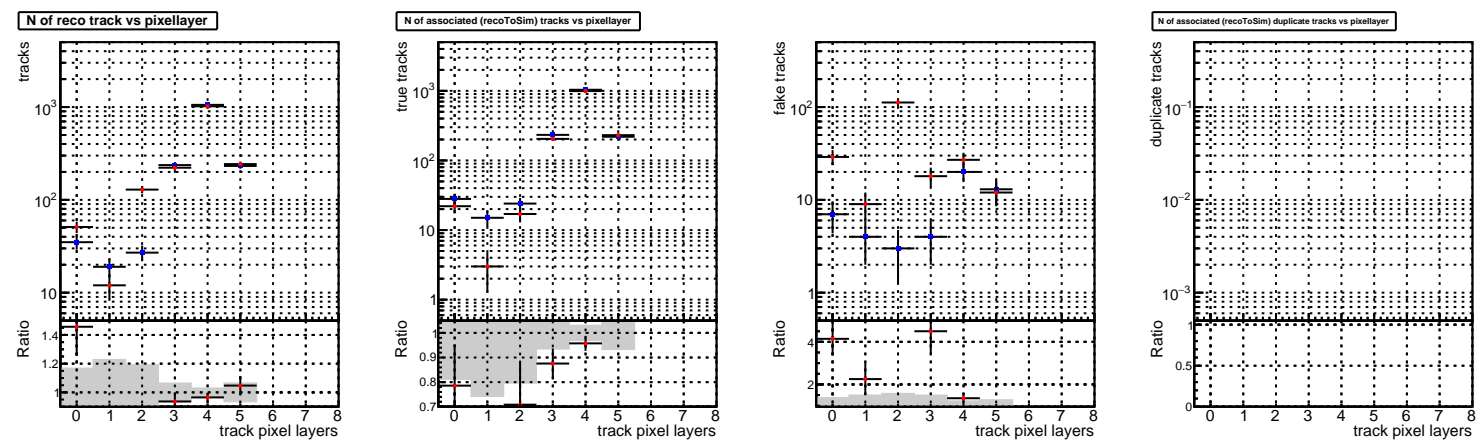 N of reco track vs pixellayer
tracks
10³
10²
10
Ratio
1.4
1.2
1
0 1 2 3 4 5 6 7 8
track pixel layers
N of associated (recoToSim) tracks vs pixellayer
true tracks
10³
10²
10
1
Ratio
1
0.9
0.8
0.7
0 1 2 3 4 5 6 7 8
track pixel layers
fake tracks
10²
10
1
Ratio
4
2
0 1 2 3 4 5 6 7 8
track pixel layers
N of associated (recoToSim) duplicate tracks vs pixellayer
duplicate tracks
10⁻¹
10⁻²
10⁻³
Ratio
1
0.5
0
0 1 2 3 4 5 6 7 8
track pixel layers